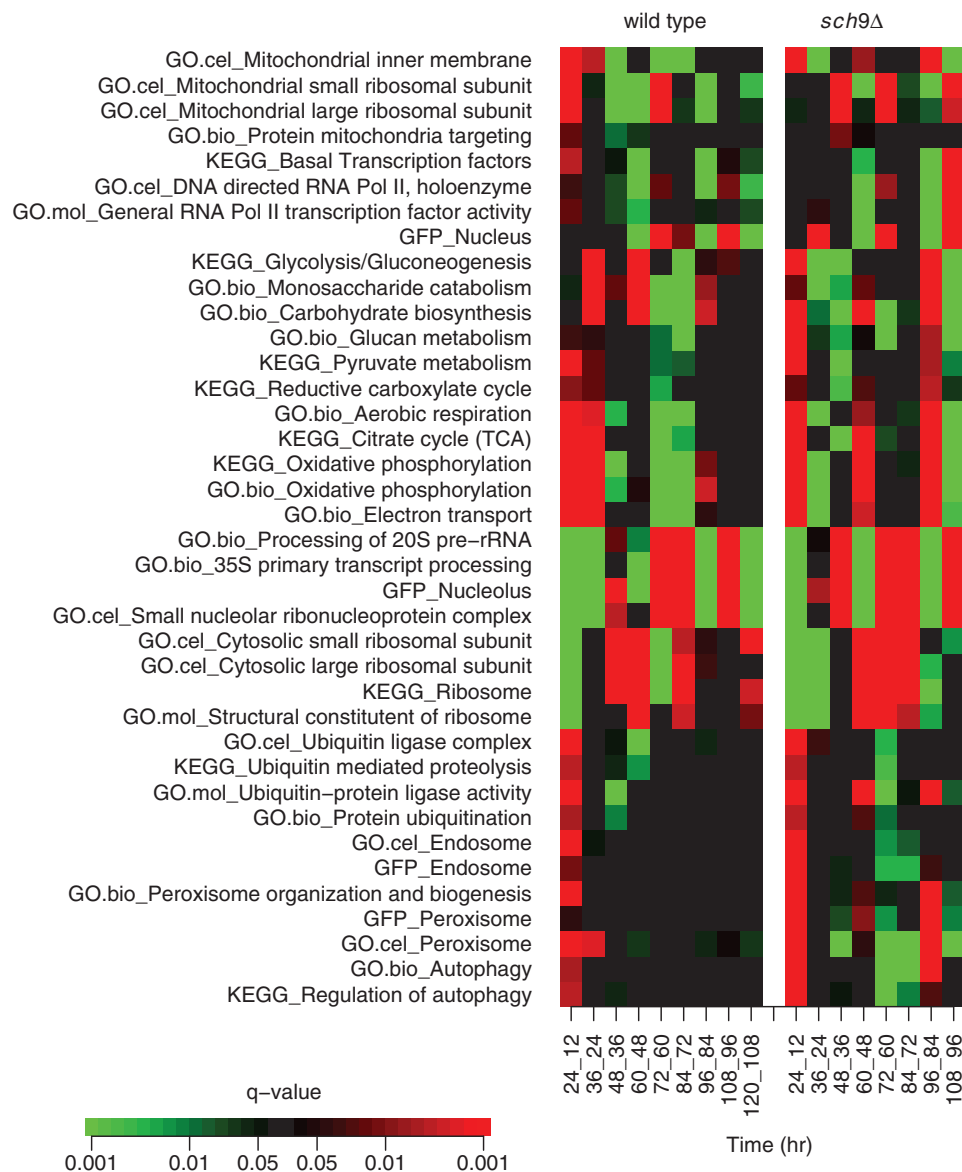 wild type
sch9Δ
GO.cel_Mitochondrial inner membrane
GO.cel_Mitochondrial small ribosomal subunit
GO.cel_Mitochondrial large ribosomal subunit
GO.bio_Protein mitochondria targeting
KEGG_Basal Transcription factors
GO.cel_DNA directed RNA Pol II, holoenzyme
GO.mol_General RNA Pol II transcription factor activity
GFP_Nucleus
KEGG_Glycolysis/Gluconeogenesis
GO.bio_Monosaccharide catabolism
GO.bio_Carbohydrate biosynthesis
GO.bio_Glucan metabolism
KEGG_Pyruvate metabolism
KEGG_Reductive carboxylate cycle
GO.bio_Aerobic respiration
KEGG_Citrate cycle (TCA)
KEGG_Oxidative phosphorylation
GO.bio_Oxidative phosphorylation
GO.bio_Electron transport
GO.bio_Processing of 20S pre−rRNA
GO.bio_35S primary transcript processing
GFP_Nucleolus
GO.cel_Small nucleolar ribonucleoprotein complex
GO.cel_Cytosolic small ribosomal subunit
GO.cel_Cytosolic large ribosomal subunit
KEGG_Ribosome
GO.mol_Structural constitutent of ribosome
GO.cel_Ubiquitin ligase complex
KEGG_Ubiquitin mediated proteolysis
GO.mol_Ubiquitin−protein ligase activity
GO.bio_Protein ubiquitination
GO.cel_Endosome
GFP_Endosome
GO.bio_Peroxisome organization and biogenesis
GFP_Peroxisome
GO.cel_Peroxisome
GO.bio_Autophagy
KEGG_Regulation of autophagy
24_12
36_24
48_36
60_48
72_60
84_72
96_84
108_96
120_108
24_12
36_24
48_36
60_48
72_60
84_72
96_84
108_96
Time (hr)
q−value
0.001 0.01 0.05 0.05 0.01 0.001